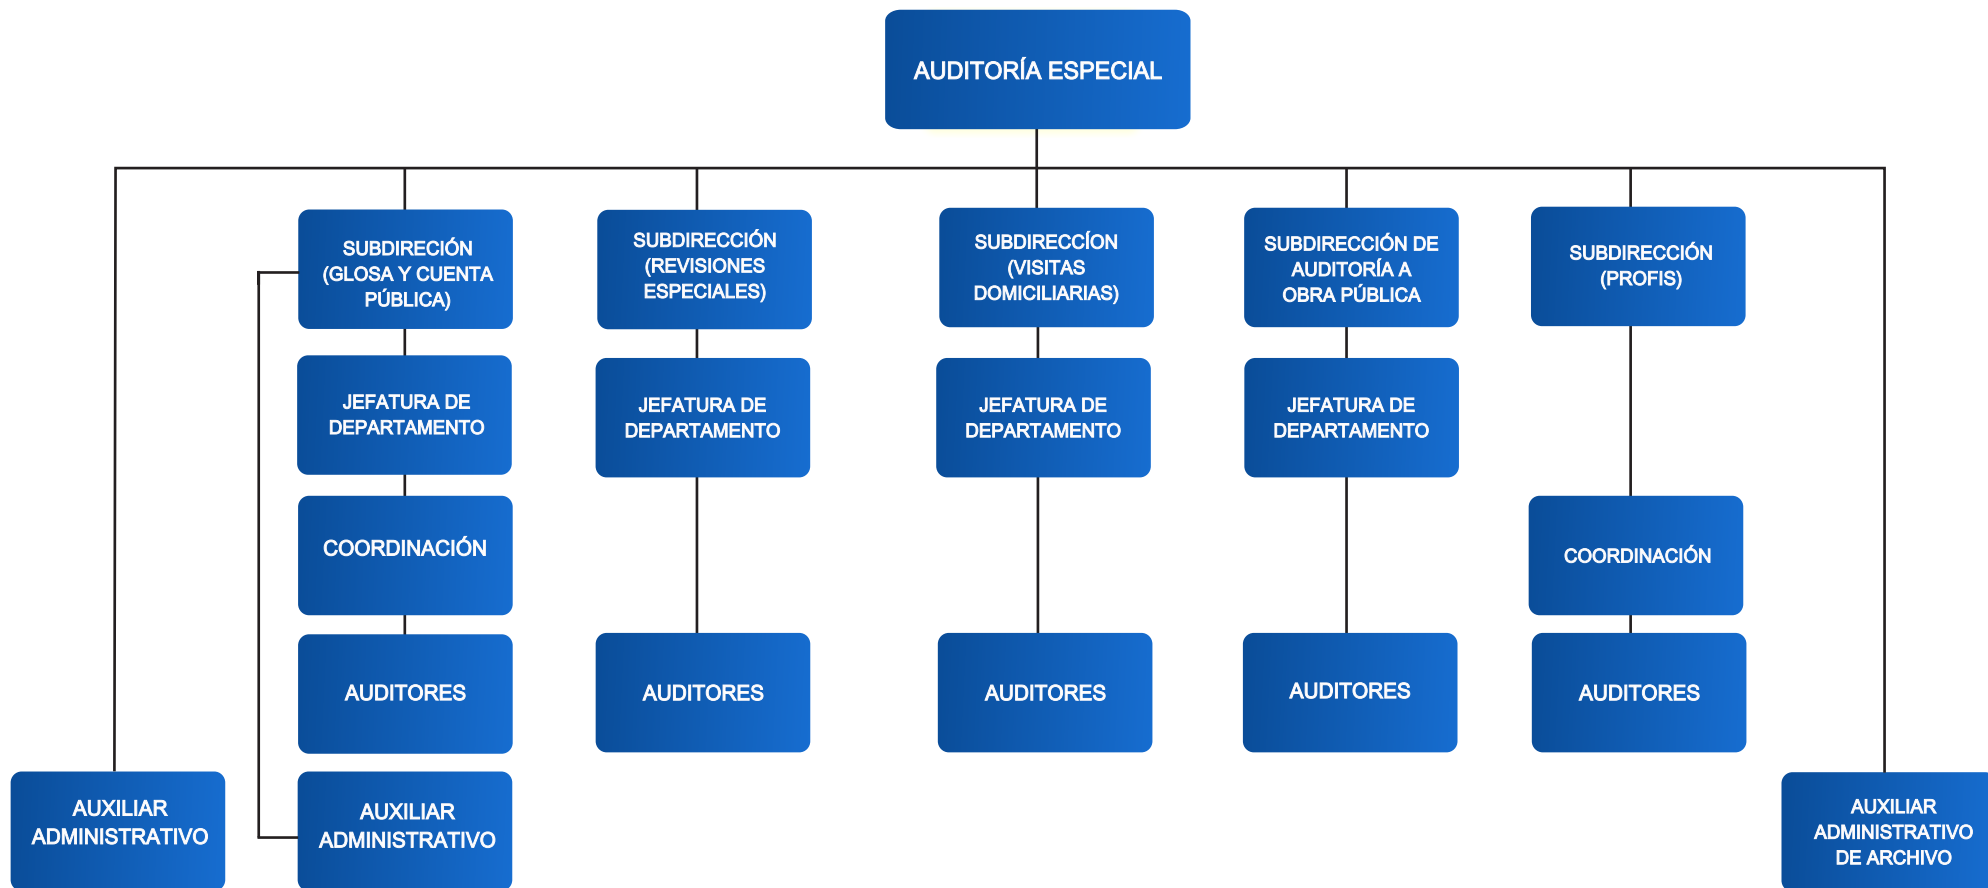 AUDITORÍA ESPECIAL
SUBDIRECIÓN
(GLOSA Y CUENTA
PÚBLICA)
SUBDIRECCIÓN
(REVISIONES
ESPECIALES)
SUBDIRECCÍON
(VISITAS
DOMICILIARIAS)
SUBDIRECCIÓN DE
AUDITORÍA A
OBRA PÚBLICA
SUBDIRECCIÓN
(PROFIS)
JEFATURA DE
DEPARTAMENTO
JEFATURA DE
DEPARTAMENTO
JEFATURA DE
DEPARTAMENTO
JEFATURA DE
DEPARTAMENTO
COORDINACIÓN
COORDINACIÓN
AUDITORES
AUDITORES
AUDITORES
AUDITORES
AUDITORES
AUXILIAR
ADMINISTRATIVO
AUXILIAR
ADMINISTRATIVO
AUXILIAR
ADMINISTRATIVO
DE ARCHIVO